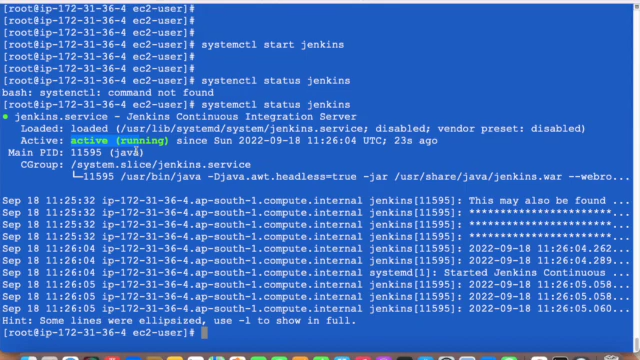 [root@ip-172-31-36-4 ec2-user]#
[root@ip-172-31-36-4 ec2-user]#
[root@ip-172-31-36-4 ec2-user]#
[root@ip-172-31-36-4 ec2-user]# systemctl start jenkins
[root@ip-172-31-36-4 ec2-user]#
[root@ip-172-31-36-4 ec2-user]#
[root@ip-172-31-36-4 ec2-user]# systenctl status jenkins
bash: systenctl: command not found
[root@ip-172-31-36-4 ec2-user]# systemctl status jenkins
● jenkins.service - Jenkins Continuous Integration Server
Loaded: loaded (/usr/lib/systemd/system/jenkins.service; disabled; vendor preset: disabled)
Active: active (running) since Sun 2022-09-18 11:26:04 UTC; 23s ago
Main PID: 11595 (java)
CGroup: /system.slice/jenkins.service
└─11595 /usr/bin/java -Djava.awt.headless=true -jar /usr/share/java/jenkins.war --webro...
Sep 18 11:25:32 ip-172-31-36-4.ap-south-1.compute.internal jenkins[11595]: This may also be found ...
Sep 18 11:25:32 ip-172-31-36-4.ap-south-1.compute.internal jenkins[11595]: ***********************...
Sep 18 11:25:32 ip-172-31-36-4.ap-south-1.compute.internal jenkins[11595]: ***********************...
Sep 18 11:25:32 ip-172-31-36-4.ap-south-1.compute.internal jenkins[11595]: ***********************...
Sep 18 11:26:04 ip-172-31-36-4.ap-south-1.compute.internal jenkins[11595]: 2022-09-18 11:26:04.262...
Sep 18 11:26:04 ip-172-31-36-4.ap-south-1.compute.internal jenkins[11595]: 2022-09-18 11:26:04.289...
Sep 18 11:26:04 ip-172-31-36-4.ap-south-1.compute.internal systemd[1]: Started Jenkins Continuous ...
Sep 18 11:26:05 ip-172-31-36-4.ap-south-1.compute.internal jenkins[11595]: 2022-09-18 11:26:05.058...
Sep 18 11:26:05 ip-172-31-36-4.ap-south-1.compute.internal jenkins[11595]: 2022-09-18 11:26:05.058...
Sep 18 11:26:05 ip-172-31-36-4.ap-south-1.compute.internal jenkins[11595]: 2022-09-18 11:26:05.060...
Hint: Some lines were ellipsized, use -l to show in full.
[root@ip-172-31-36-4 ec2-user]#